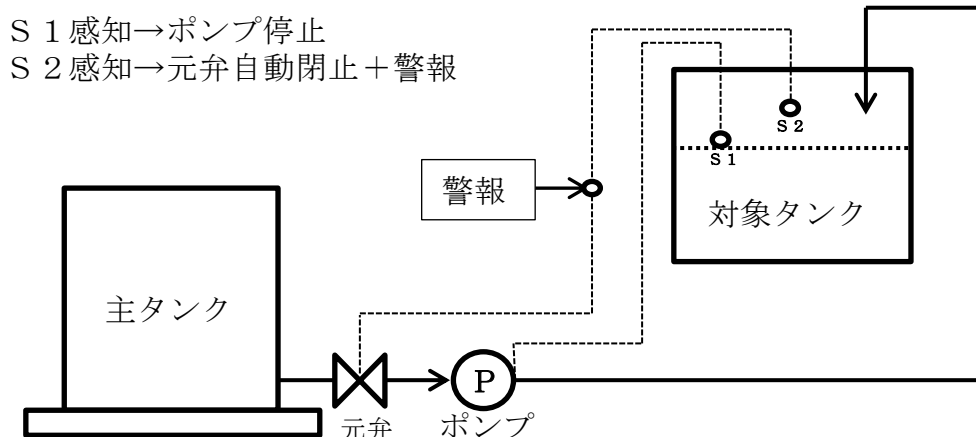 S1感知→ポンプ停止
S2感知→元弁自動閉止+警報
S2
S1
警報
対象タンク
主タンク
P
元弁
ポンプ